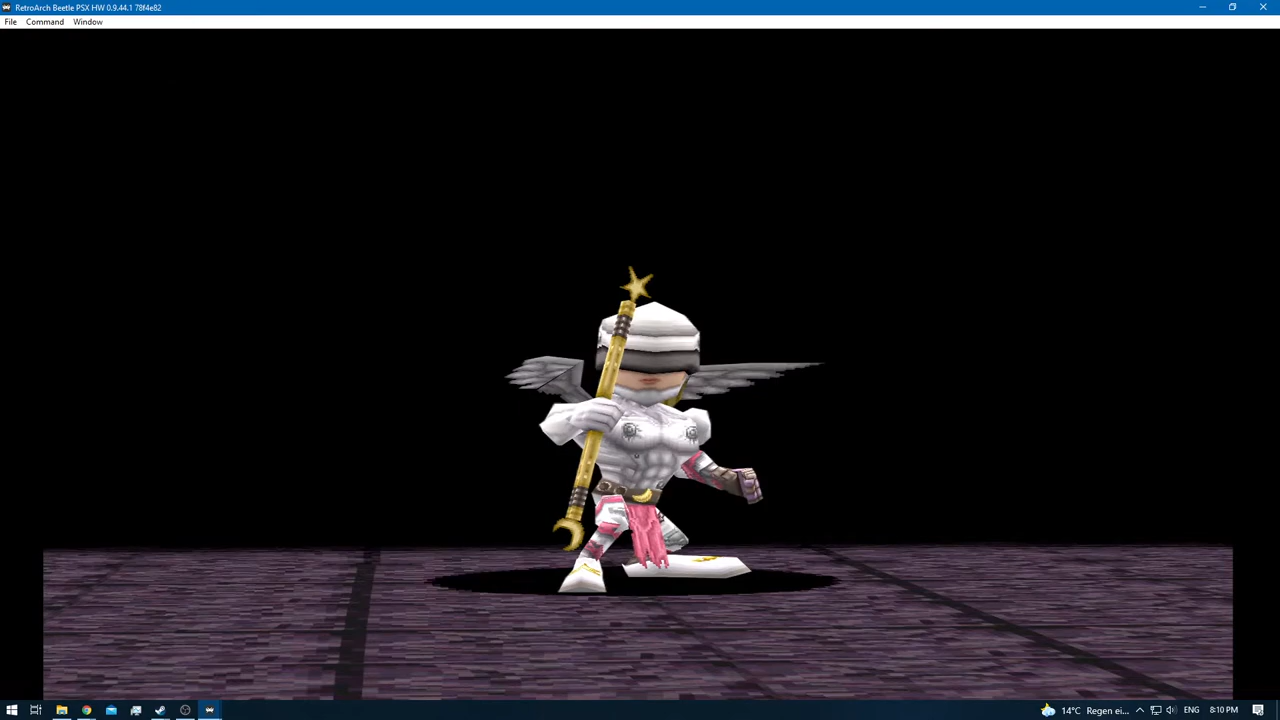 RetroArch Beetle PSX HW 0.9.44.1 78f4e82
File Command Window
14°C Regen ei... ENG 8:10 PM